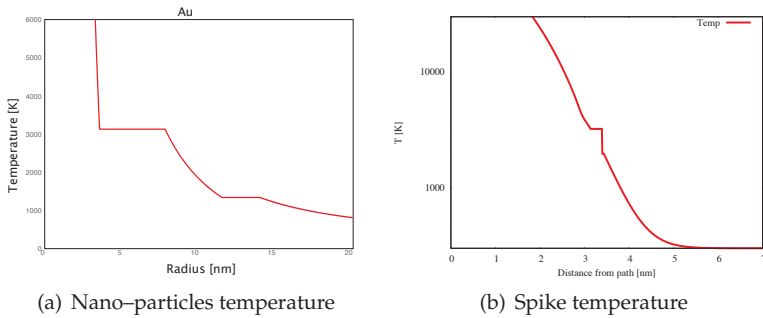 Au
6000
5000
4000
3000
2000
1000
0
Temperature [K]
0 5 10 15 20
Radius [nm]
(a) Nano–particles temperature
Temp
10000
1000
T [K]
0 1 2 3 4 5 6 7
Distance from path [nm]
(b) Spike temperature